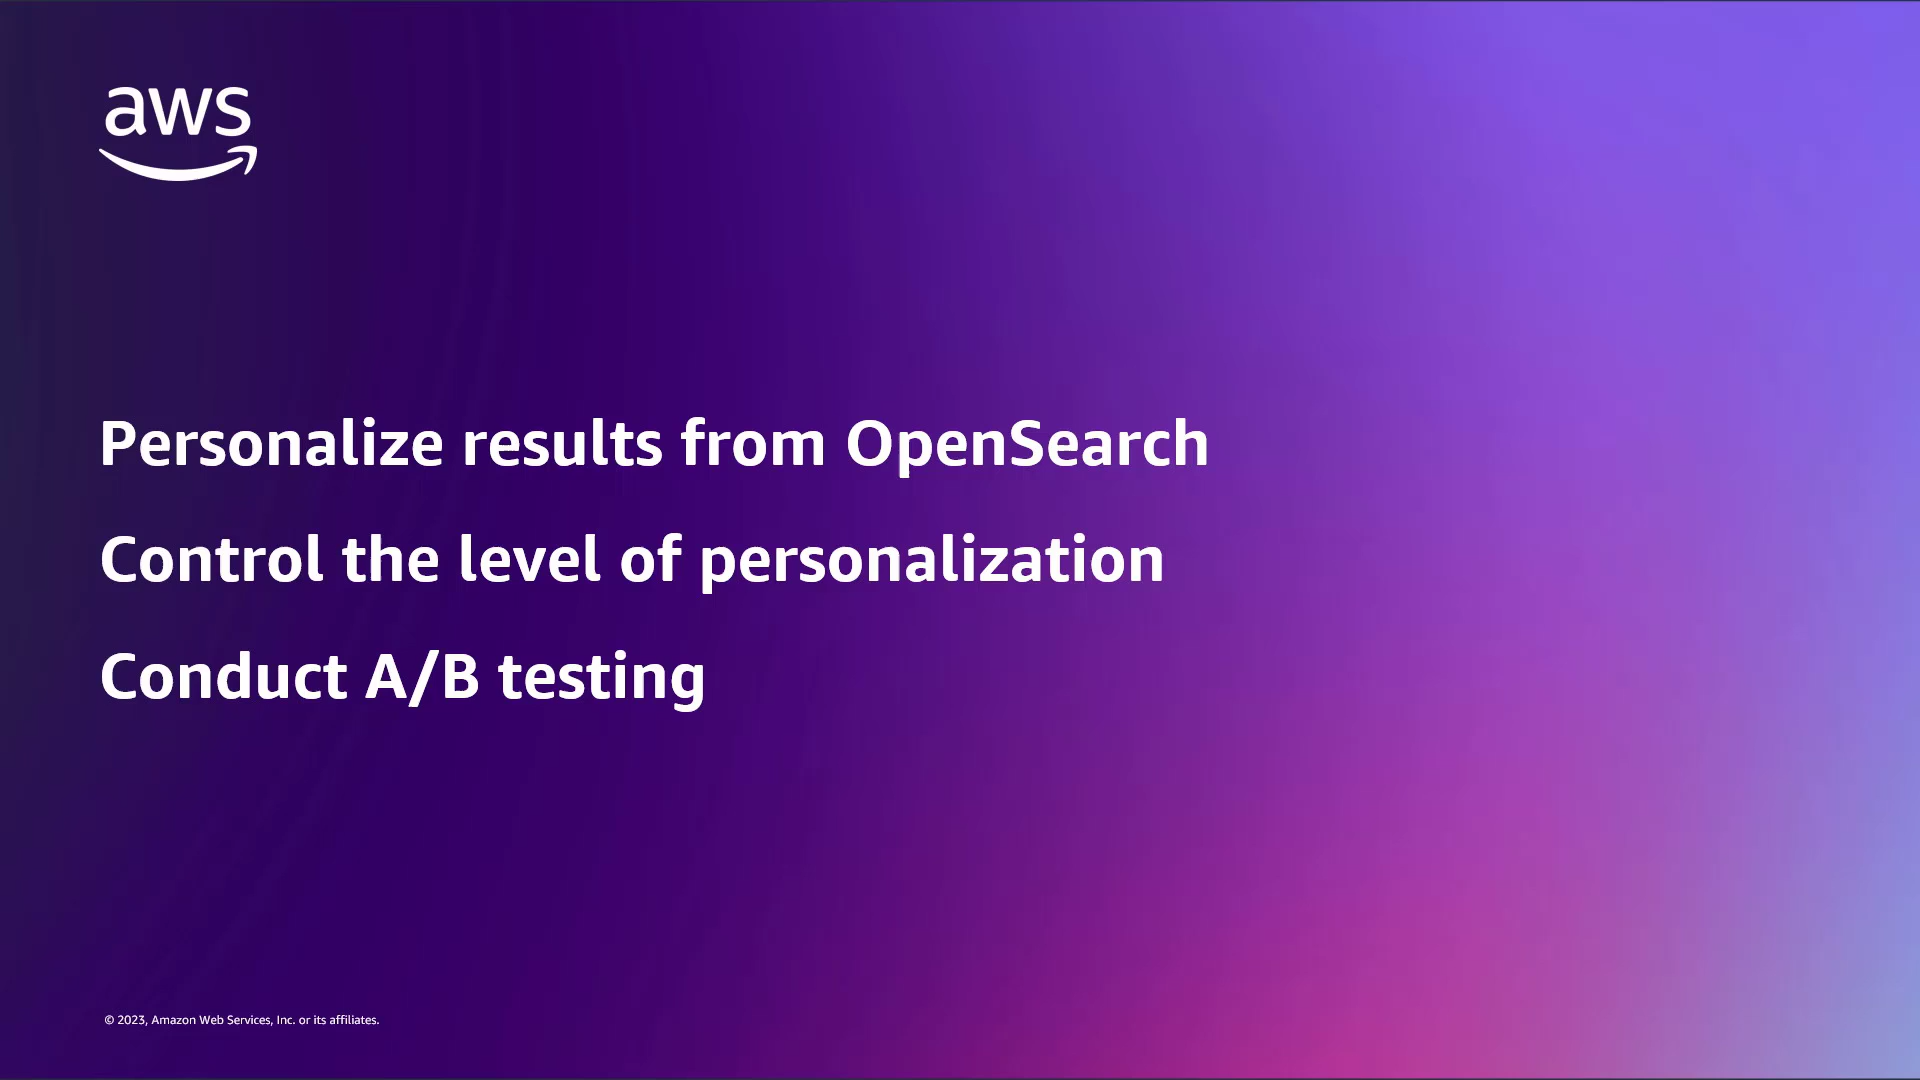 aws
Personalize results from OpenSearch
Control the level of personalization
Conduct A/B testing
© 2023, Amazon Web Services, Inc. or its affiliates.